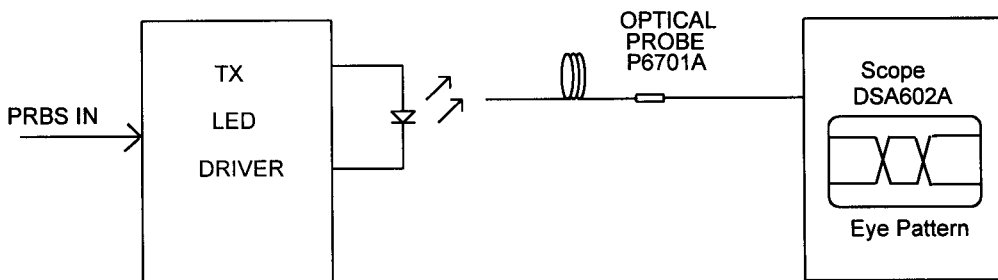 PRBS IN
TX
LED
DRIVER
OPTICAL
PROBE
P6701A
Scope
DSA602A
Eye Pattern